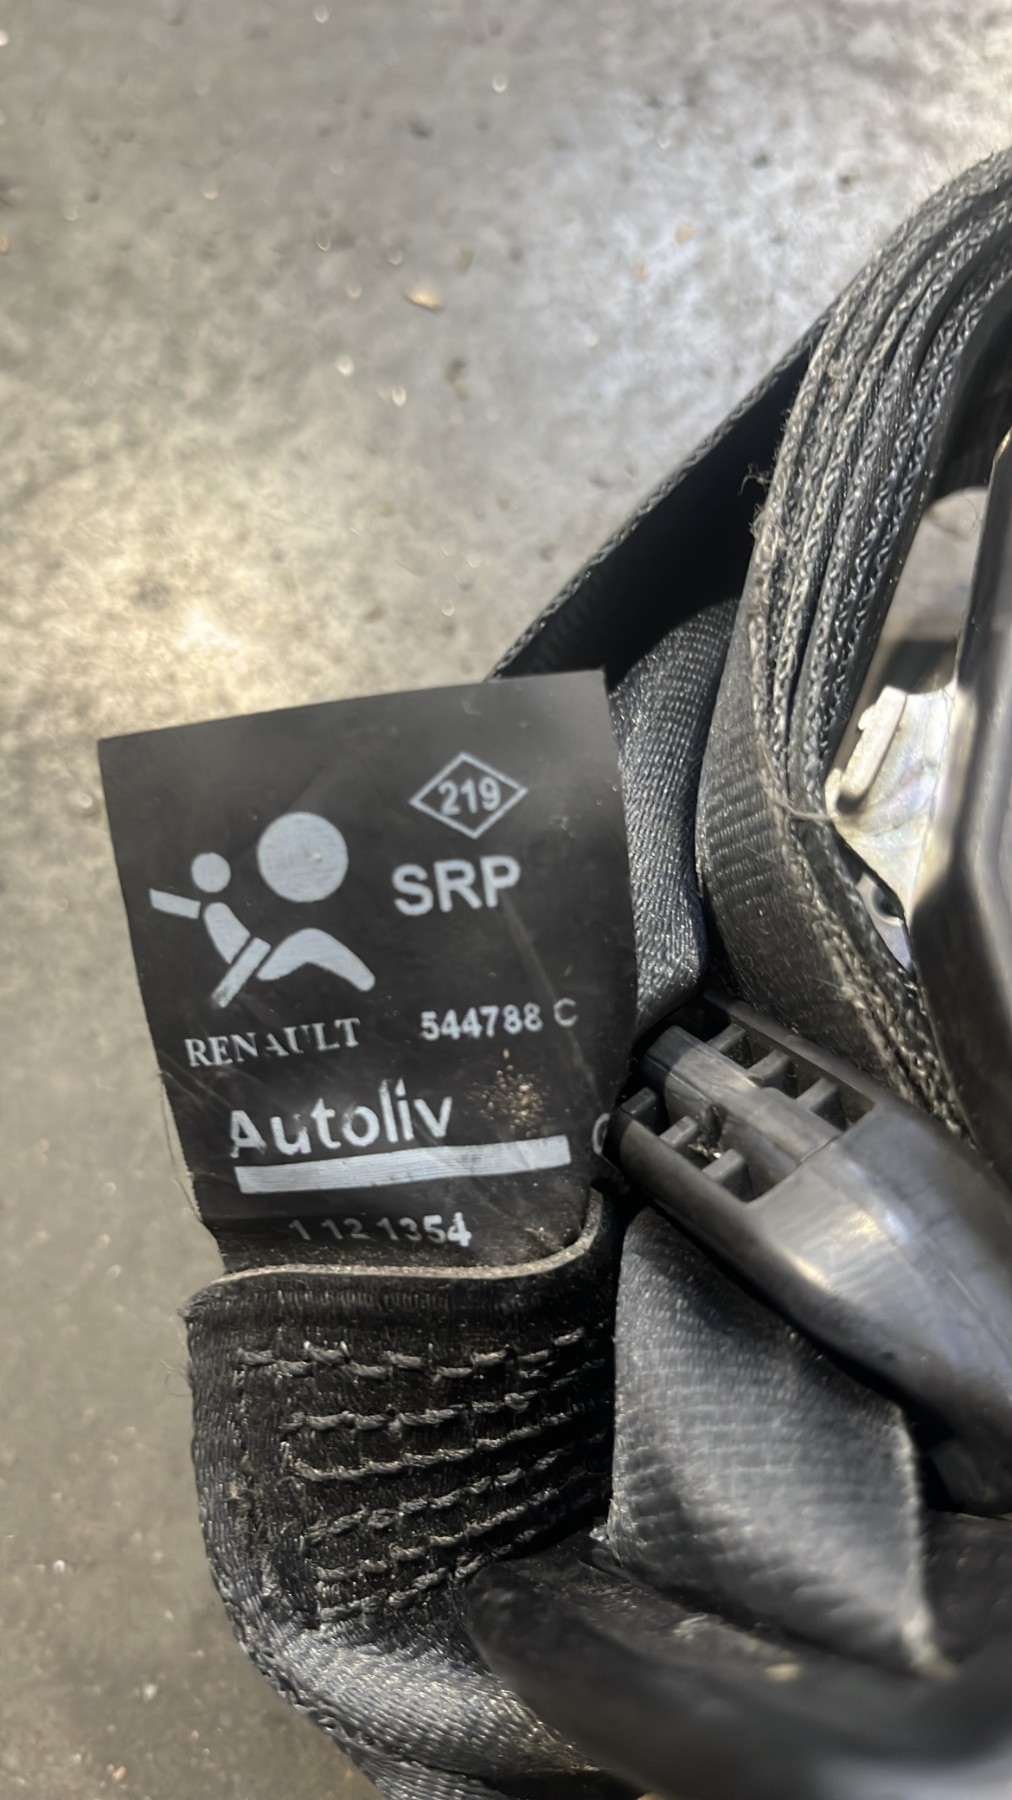 219
SRP
RENAULT 544788 C
Autoliv
1 12 1354